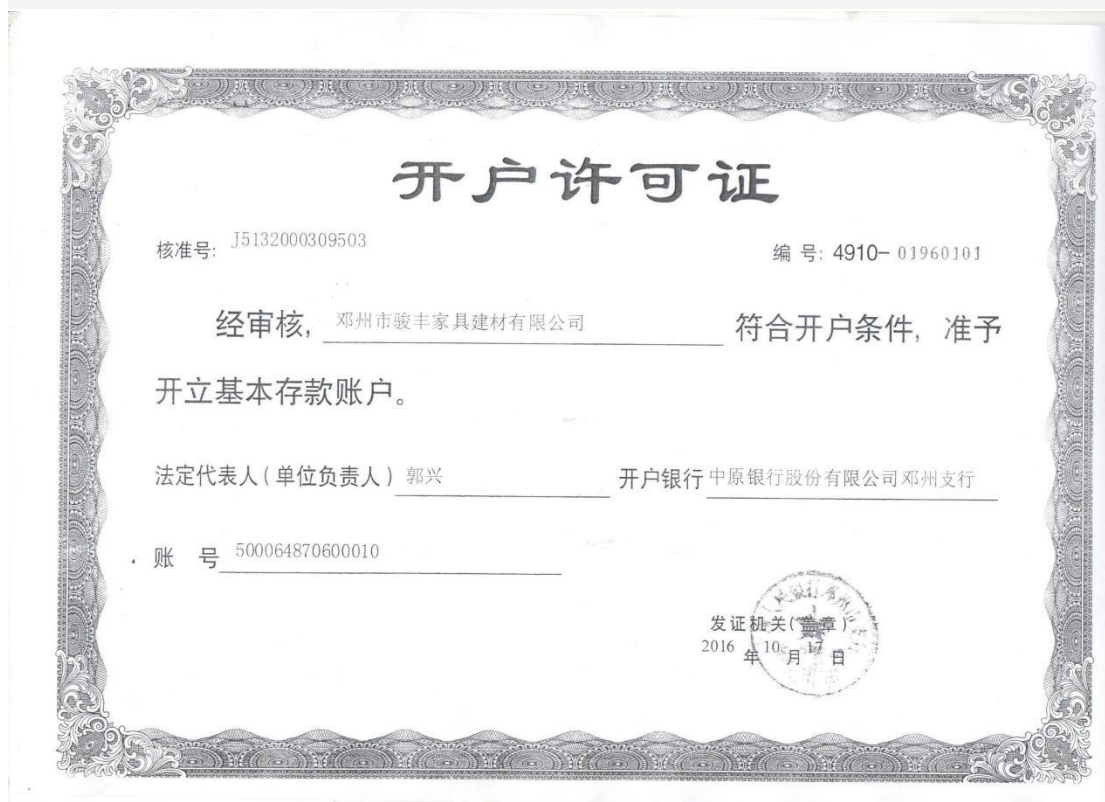 开户许可证
核准号: J5132000309503
编 号: 4910-01960101
经审核, 邓州市骏丰家具建材有限公司 符合开户条件, 准予
开立基本存款账户。
法定代表人(单位负责人) 郭兴 开户银行 中原银行股份有限公司邓州支行
账 号 500064870600010
发证机关(盖章)
2016 年 10 月 17 日